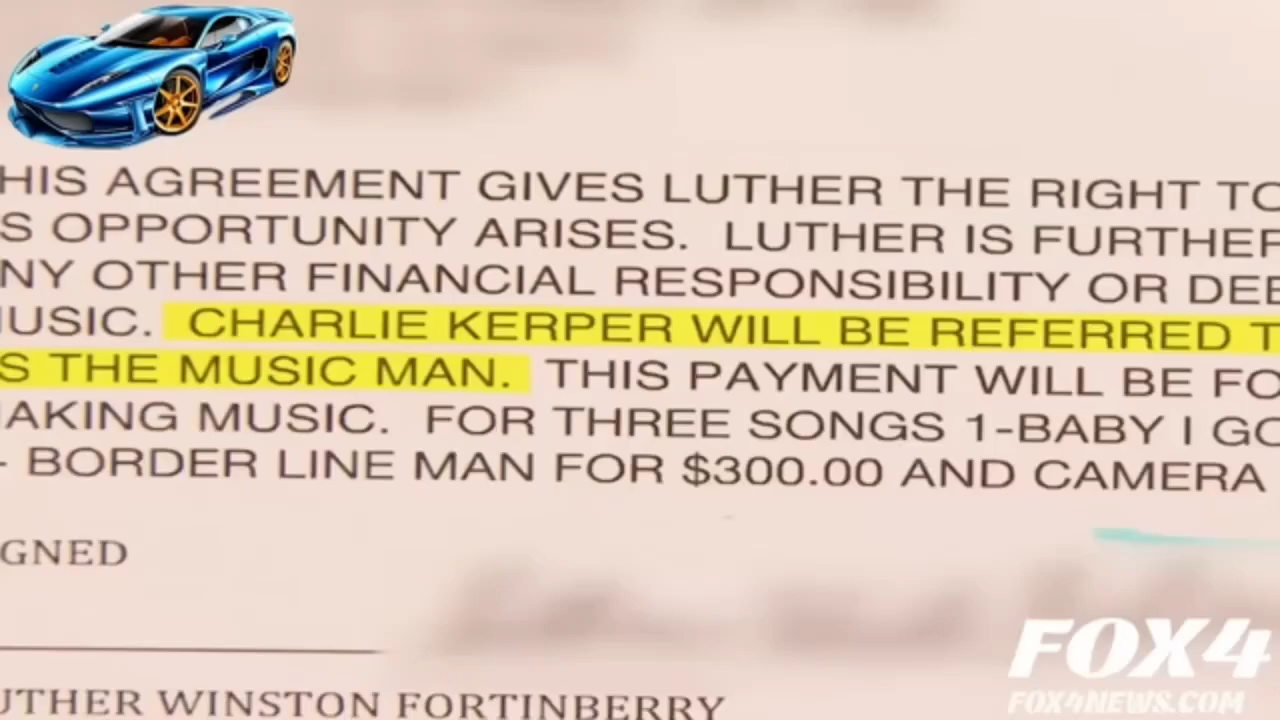 HIS AGREEMENT GIVES LUTHER THE RIGHT TO
S OPPORTUNITY ARISES. LUTHER IS FURTHER
NY OTHER FINANCIAL RESPONSIBILITY OR DEB
USIC. CHARLIE KERPER WILL BE REFERRED T
S THE MUSIC MAN. THIS PAYMENT WILL BE FO
AKING MUSIC. FOR THREE SONGS 1-BABY I GO
- BORDER LINE MAN FOR $300.00 AND CAMERA
GNED
UTHER WINSTON FORTINBERRY
FOX4
FOX4NEWS.COM